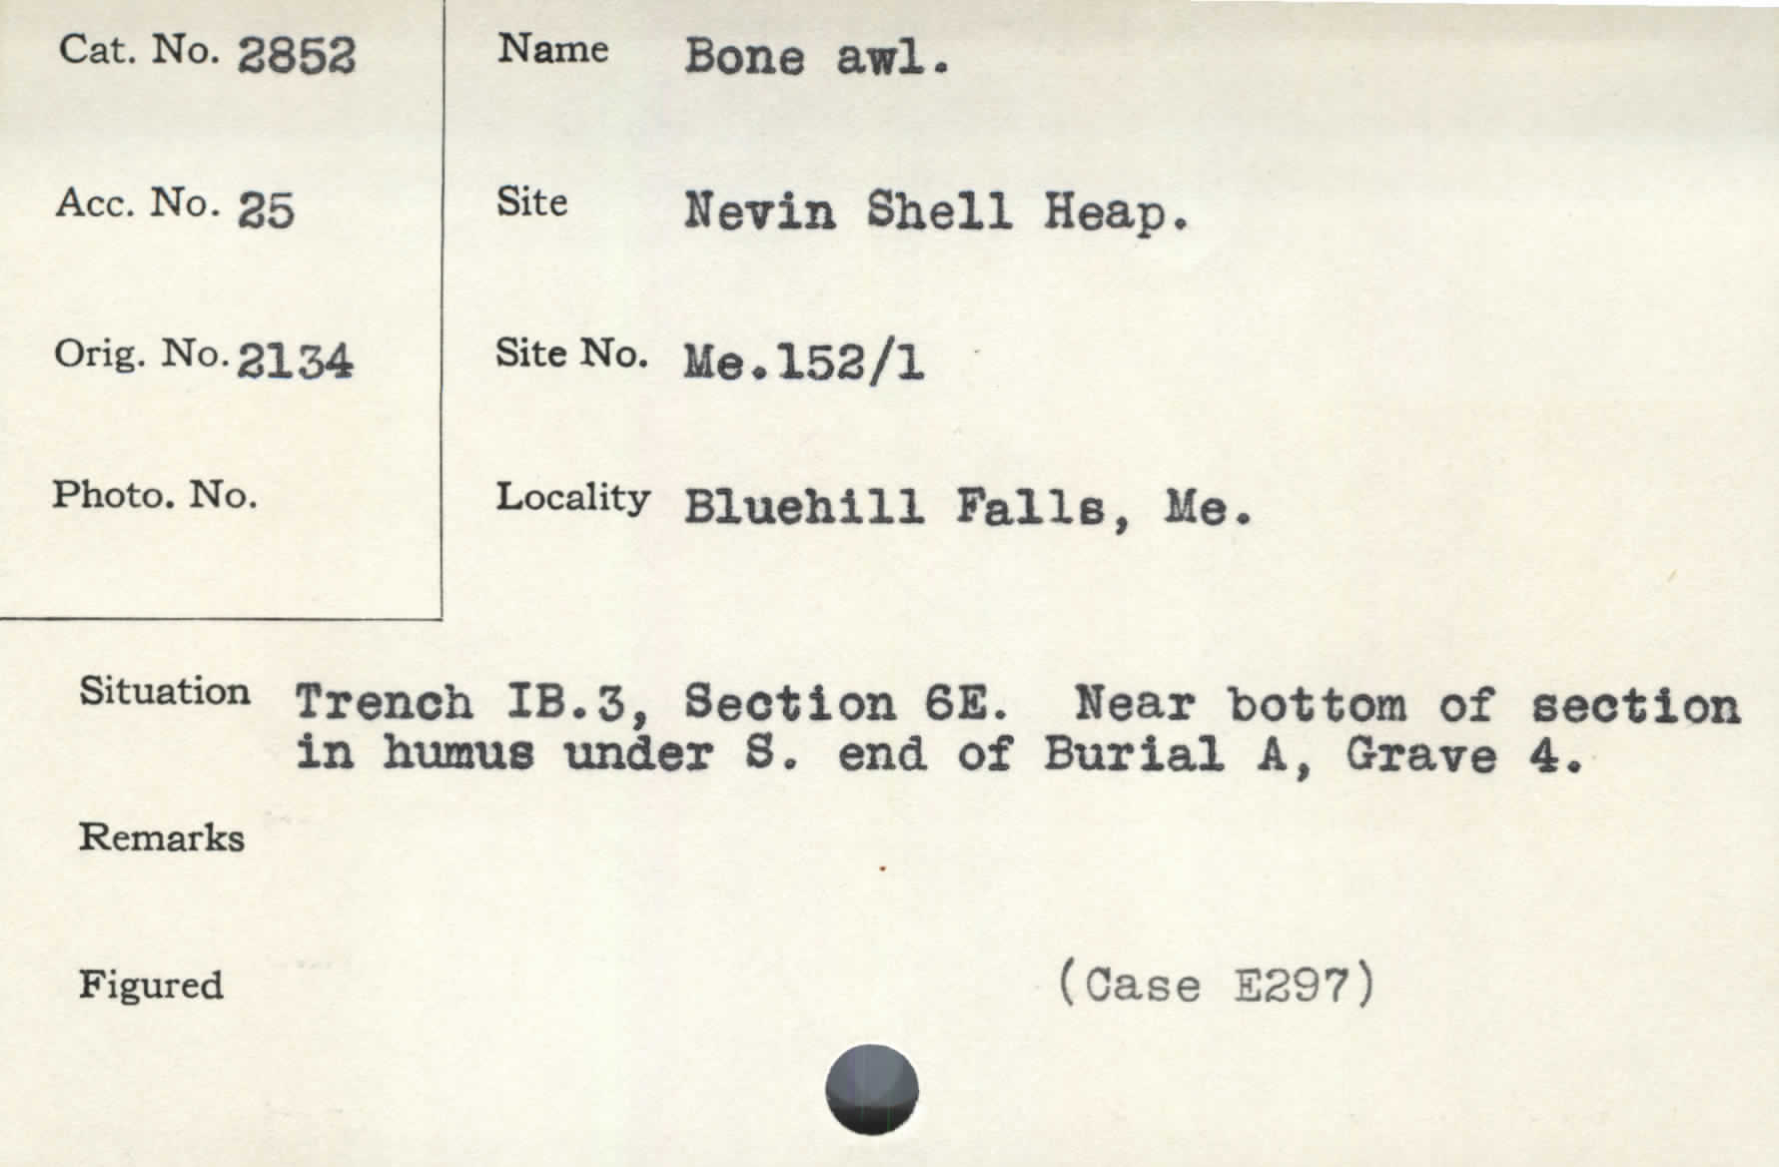 Cat. No. 2852
Name Bone awl.
Acc. No. 25
Site Nevin Shell Heap.
Orig. No. 2134
Site No. Me.152/1
Photo. No.
Locality Bluehill Falls, Me.
Situation Trench IB.3, Section 6E. Near bottom of section
in humus under S. end of Burial A, Grave 4.
Remarks
Figured
(Case E297)